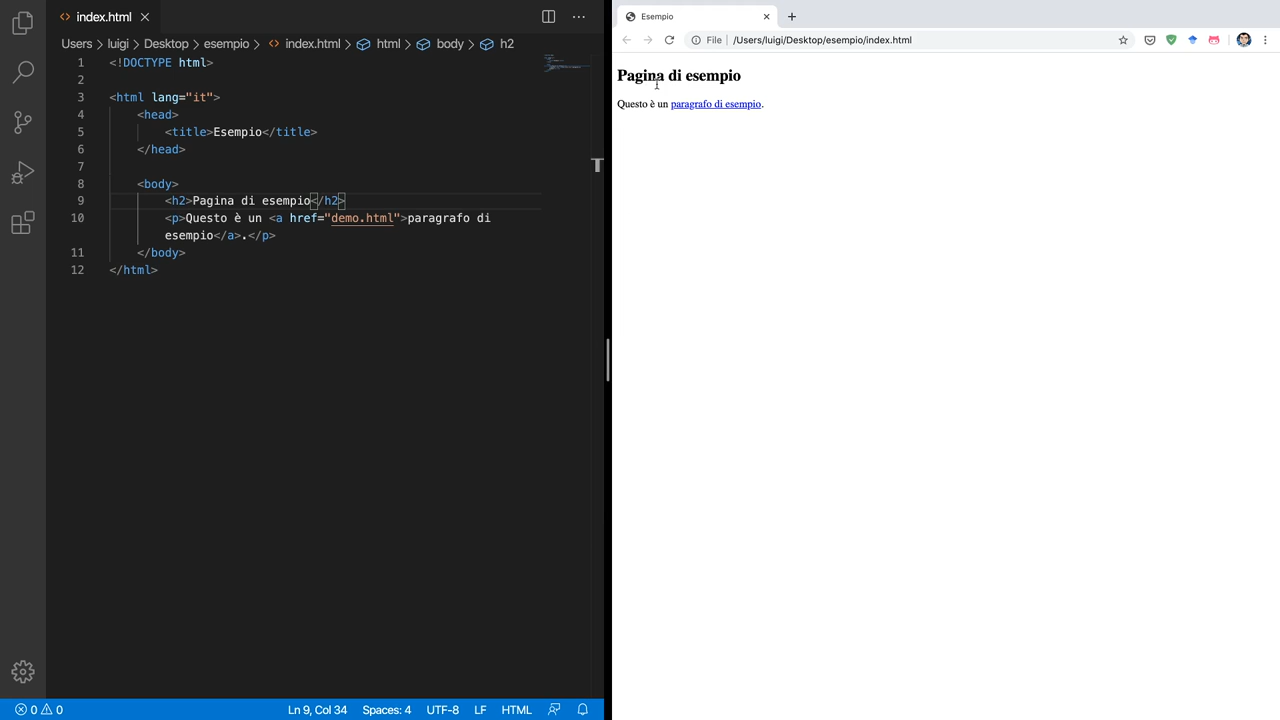 index.html
Users > luigi > Desktop > esempio > index.html > html > body > h2
1 <!DOCTYPE html>
2
3 <html lang="it">
4 <head>
5 <title>Esempio</title>
6 </head>
7
8 <body>
9 <h2>Pagina di esempio</h2>
10 <p>Questo è un <a href="demo.html">paragrafo di
esempio</a>.</p>
11 </body>
12 </html>
0 0 Ln 9, Col 34 Spaces: 4 UTF-8 LF HTML
Esempio
File /Users/luigi/Desktop/esempio/index.html
Pagina di esempio
Questo è un paragrafo di esempio.